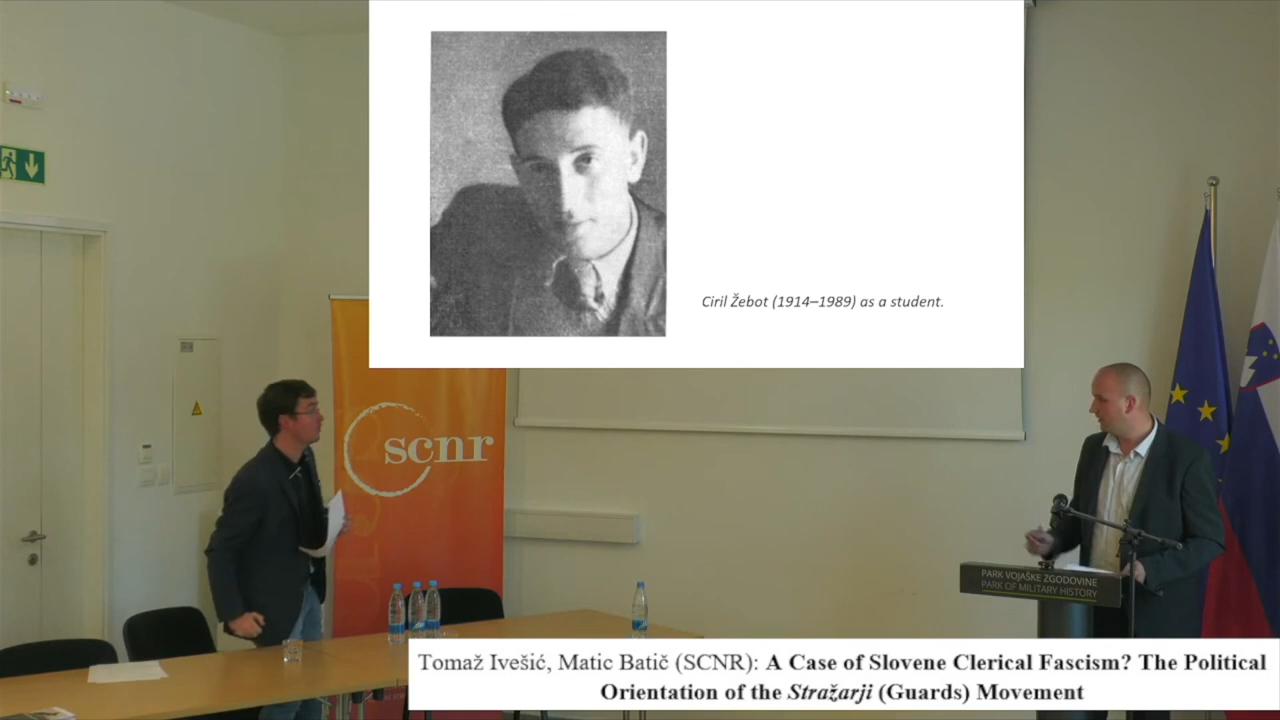 Ciril Žebot (1914–1989) as a student.
scnr
PARK VOJAŠKE ZGODOVINE
PARK OF MILITARY HISTORY
Tomaž Ivešić, Matic Batič (SCNR): A Case of Slovene Clerical Fascism? The Political
Orientation of the Stražarji (Guards) Movement